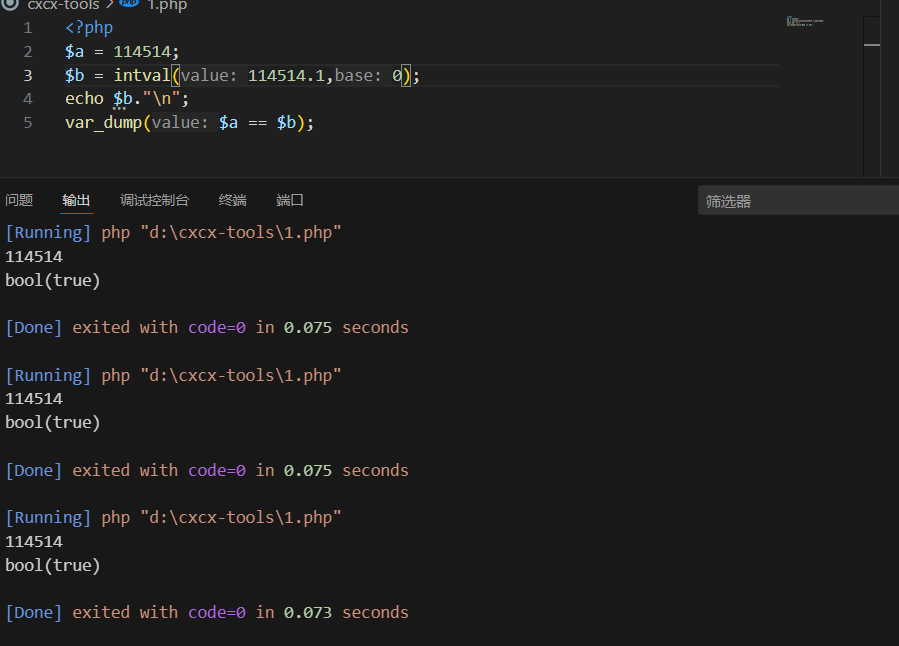 cxcx-tools > php 1.php
1 <?php
2 $a = 114514;
3 $b = intval(value: 114514.1,base: 0);
4 echo $b."\n";
5 var_dump(value: $a == $b);
问题 输出 调试控制台 终端 端口 筛选器
[Running] php "d:\cxcx-tools\1.php"
114514
bool(true)
[Done] exited with code=0 in 0.075 seconds
[Running] php "d:\cxcx-tools\1.php"
114514
bool(true)
[Done] exited with code=0 in 0.075 seconds
[Running] php "d:\cxcx-tools\1.php"
114514
bool(true)
[Done] exited with code=0 in 0.073 seconds